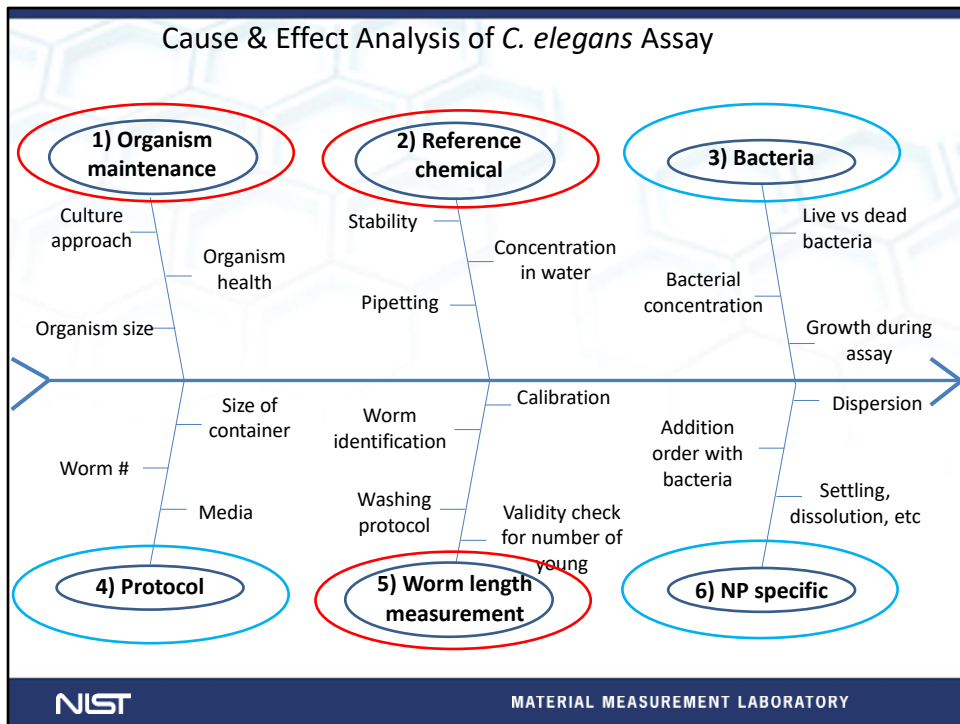 Cause & Effect Analysis of C. elegans Assay
1) Organism
maintenance
2) Reference
chemical
3) Bacteria
Culture
approach
Organism
health
Organism size
Stability
Concentration
in water
Pipetting
Live vs dead
bacteria
Bacterial
concentration
Growth during
assay
Size of
container
Worm #
Media
Calibration
Worm
identification
Washing
protocol
Validity check
for number of
young
Dispersion
Addition
order with
bacteria
Settling,
dissolution, etc
4) Protocol
5) Worm length
measurement
6) NP specific
NIST
MATERIAL MEASUREMENT LABORATORY